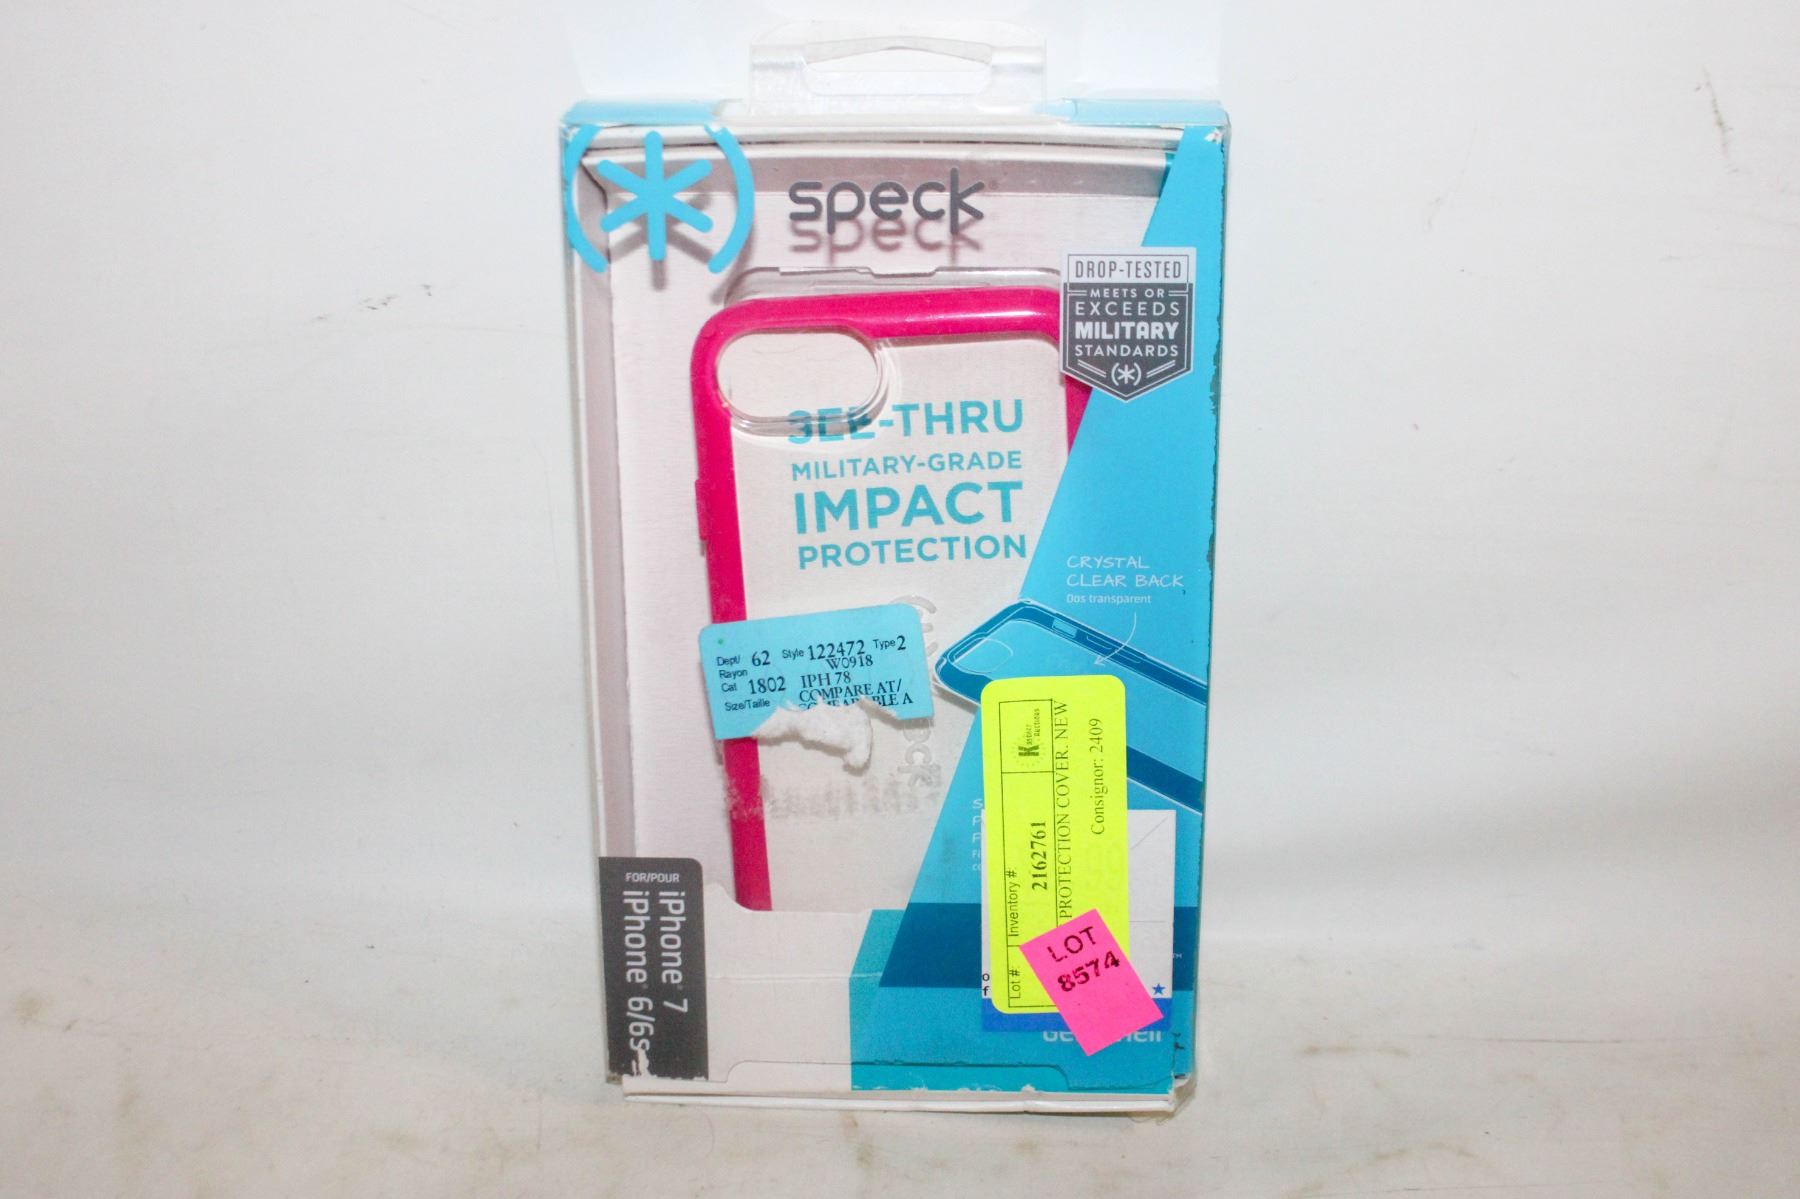 speck
DROP-TESTED
MEETS OR
EXCEEDS
MILITARY
STANDARDS
SEE-THRU
MILITARY-GRADE
IMPACT
PROTECTION
CRYSTAL
CLEAR BACK
Dos transparent
Dept/ 62 Style 122472 Type 2
Rayon W0918
Cat 1802 IPH 78
Size/Taille COMPARE AT/
Kastner
Auctions
Lot #: Inventory #:
2162761
PROTECTION COVER. NEW
Consignor: 2409
LOT
8574
FOR/POUR
iPhone® 7
iPhone® 6/6s